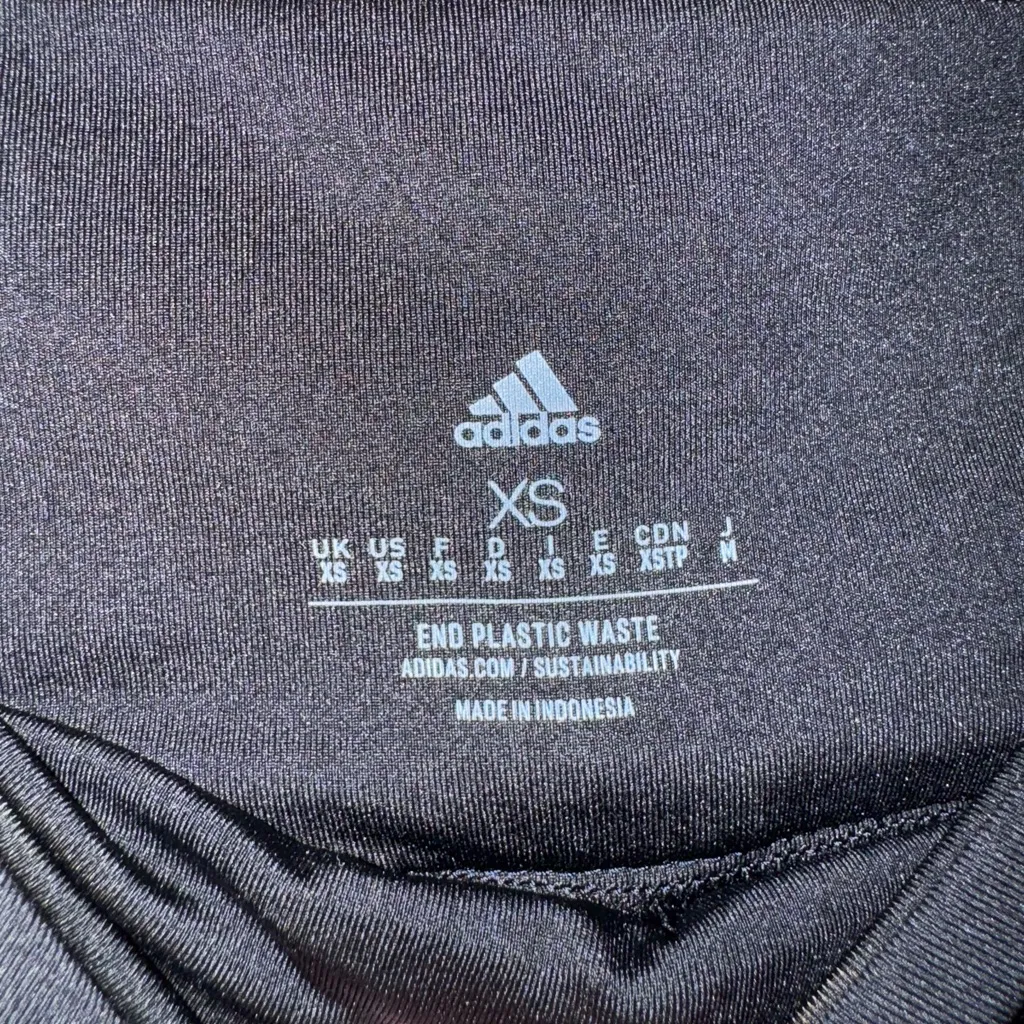 adidas
XS
UK US F D I E CDN J
XS XS XS XS XS XS XSTP M
END PLASTIC WASTE
ADIDAS.COM / SUSTAINABILITY
MADE IN INDONESIA